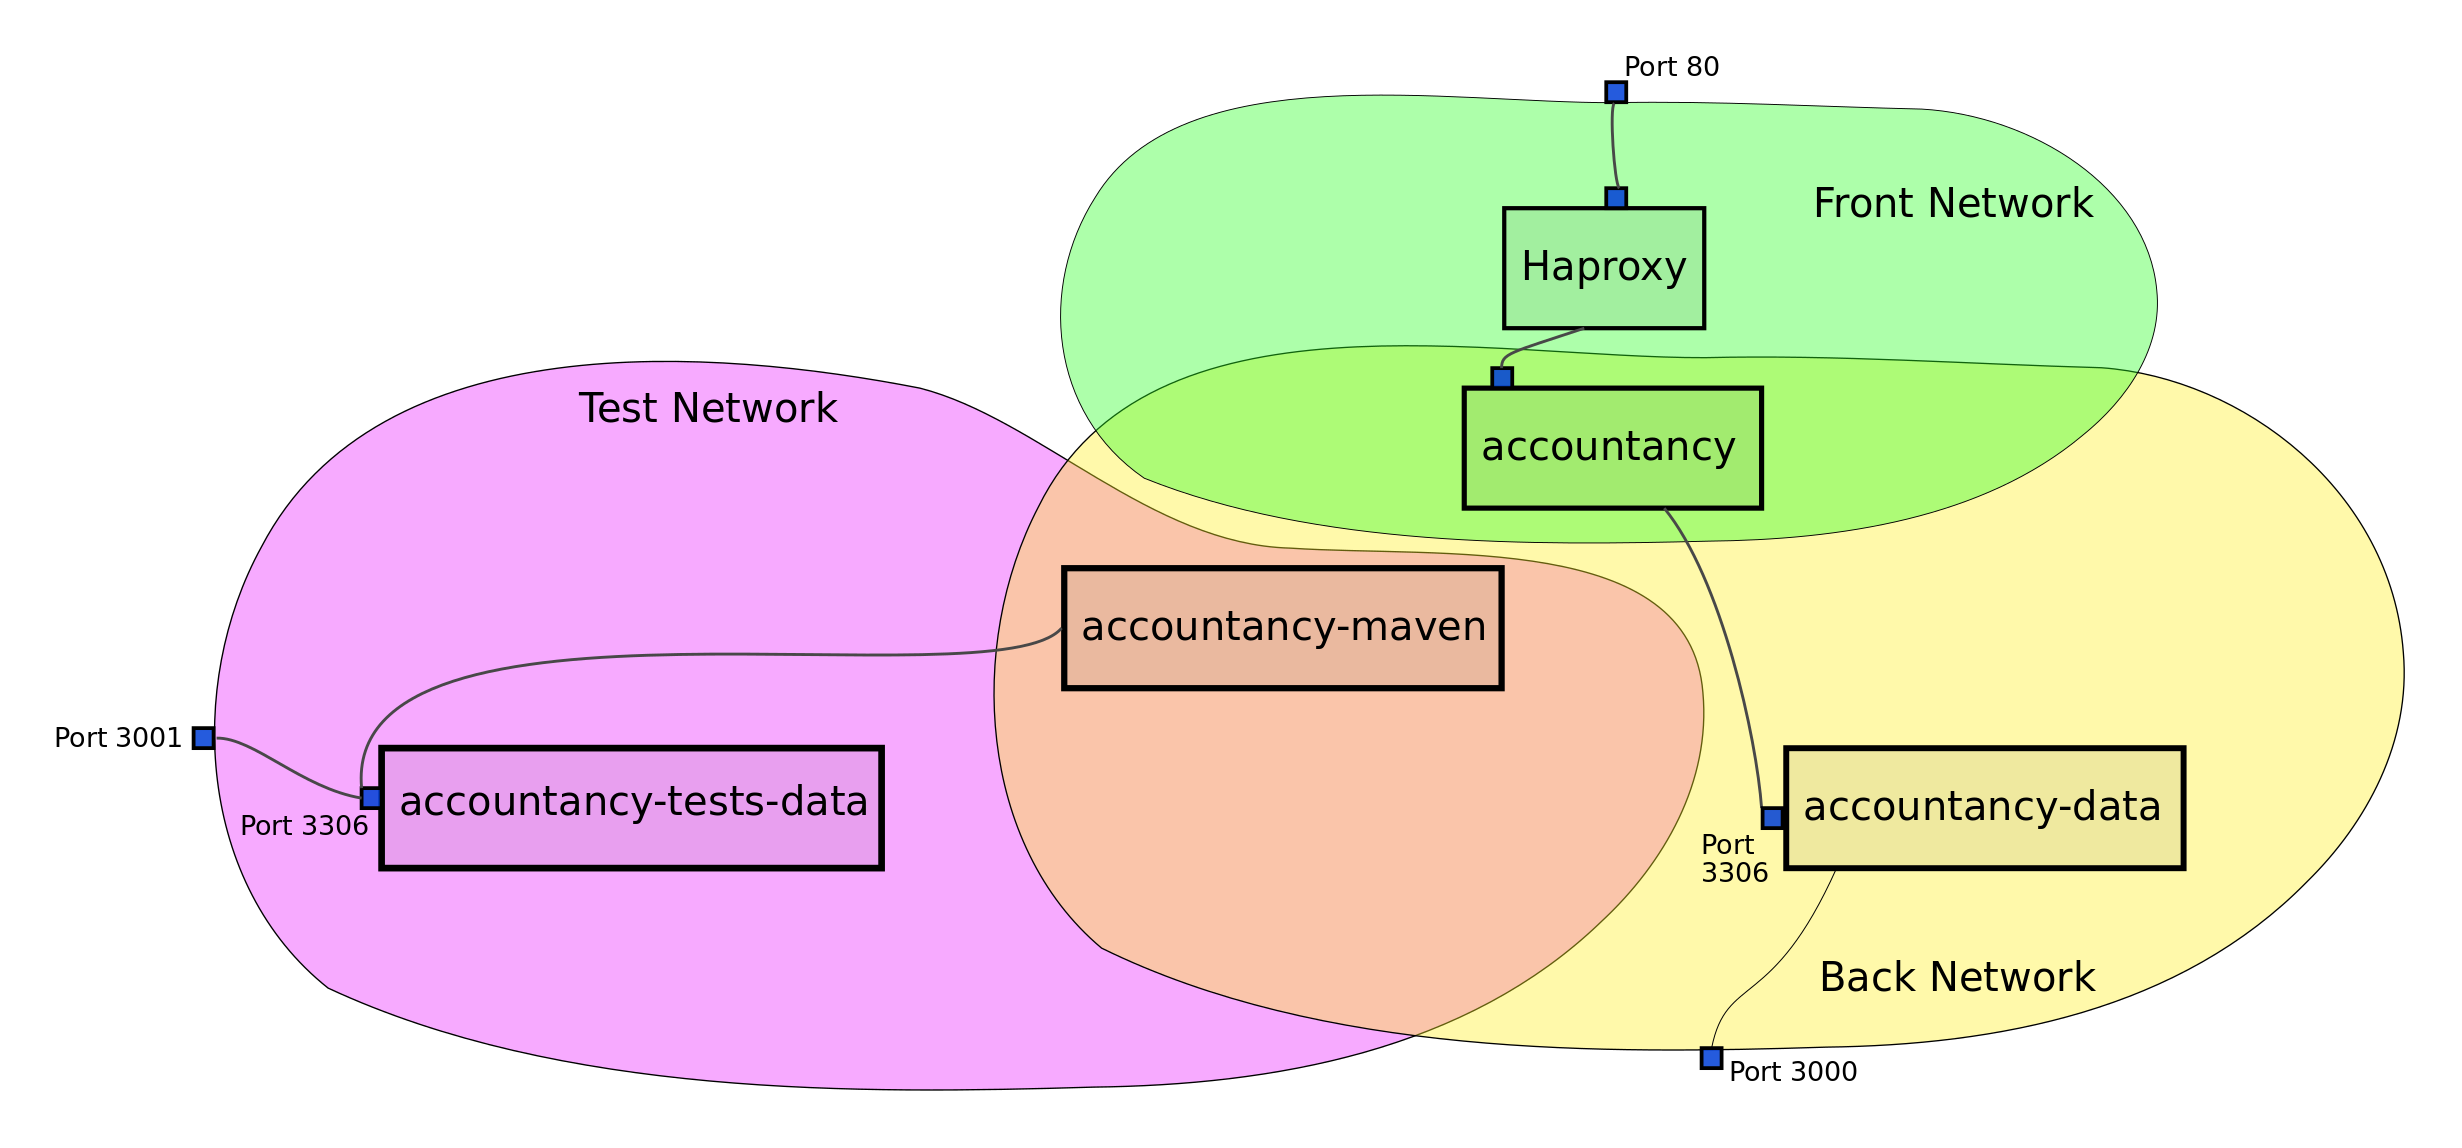 Port 80
Front Network
Haproxy
Test Network
accountancy
accountancy-maven
Port 3001
accountancy-tests-data
Port 3306
accountancy-data
Port
3306
Back Network
Port 3000